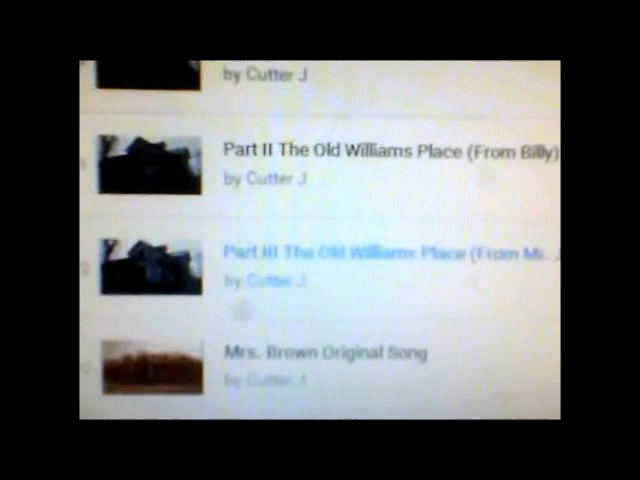 by Cutter J
Part II The Old Williams Place (From Billy)
by Cutter J
Part III The Old Williams Place (From Mr. J
by Cutter J
Mrs. Brown Original Song
by Cutter J